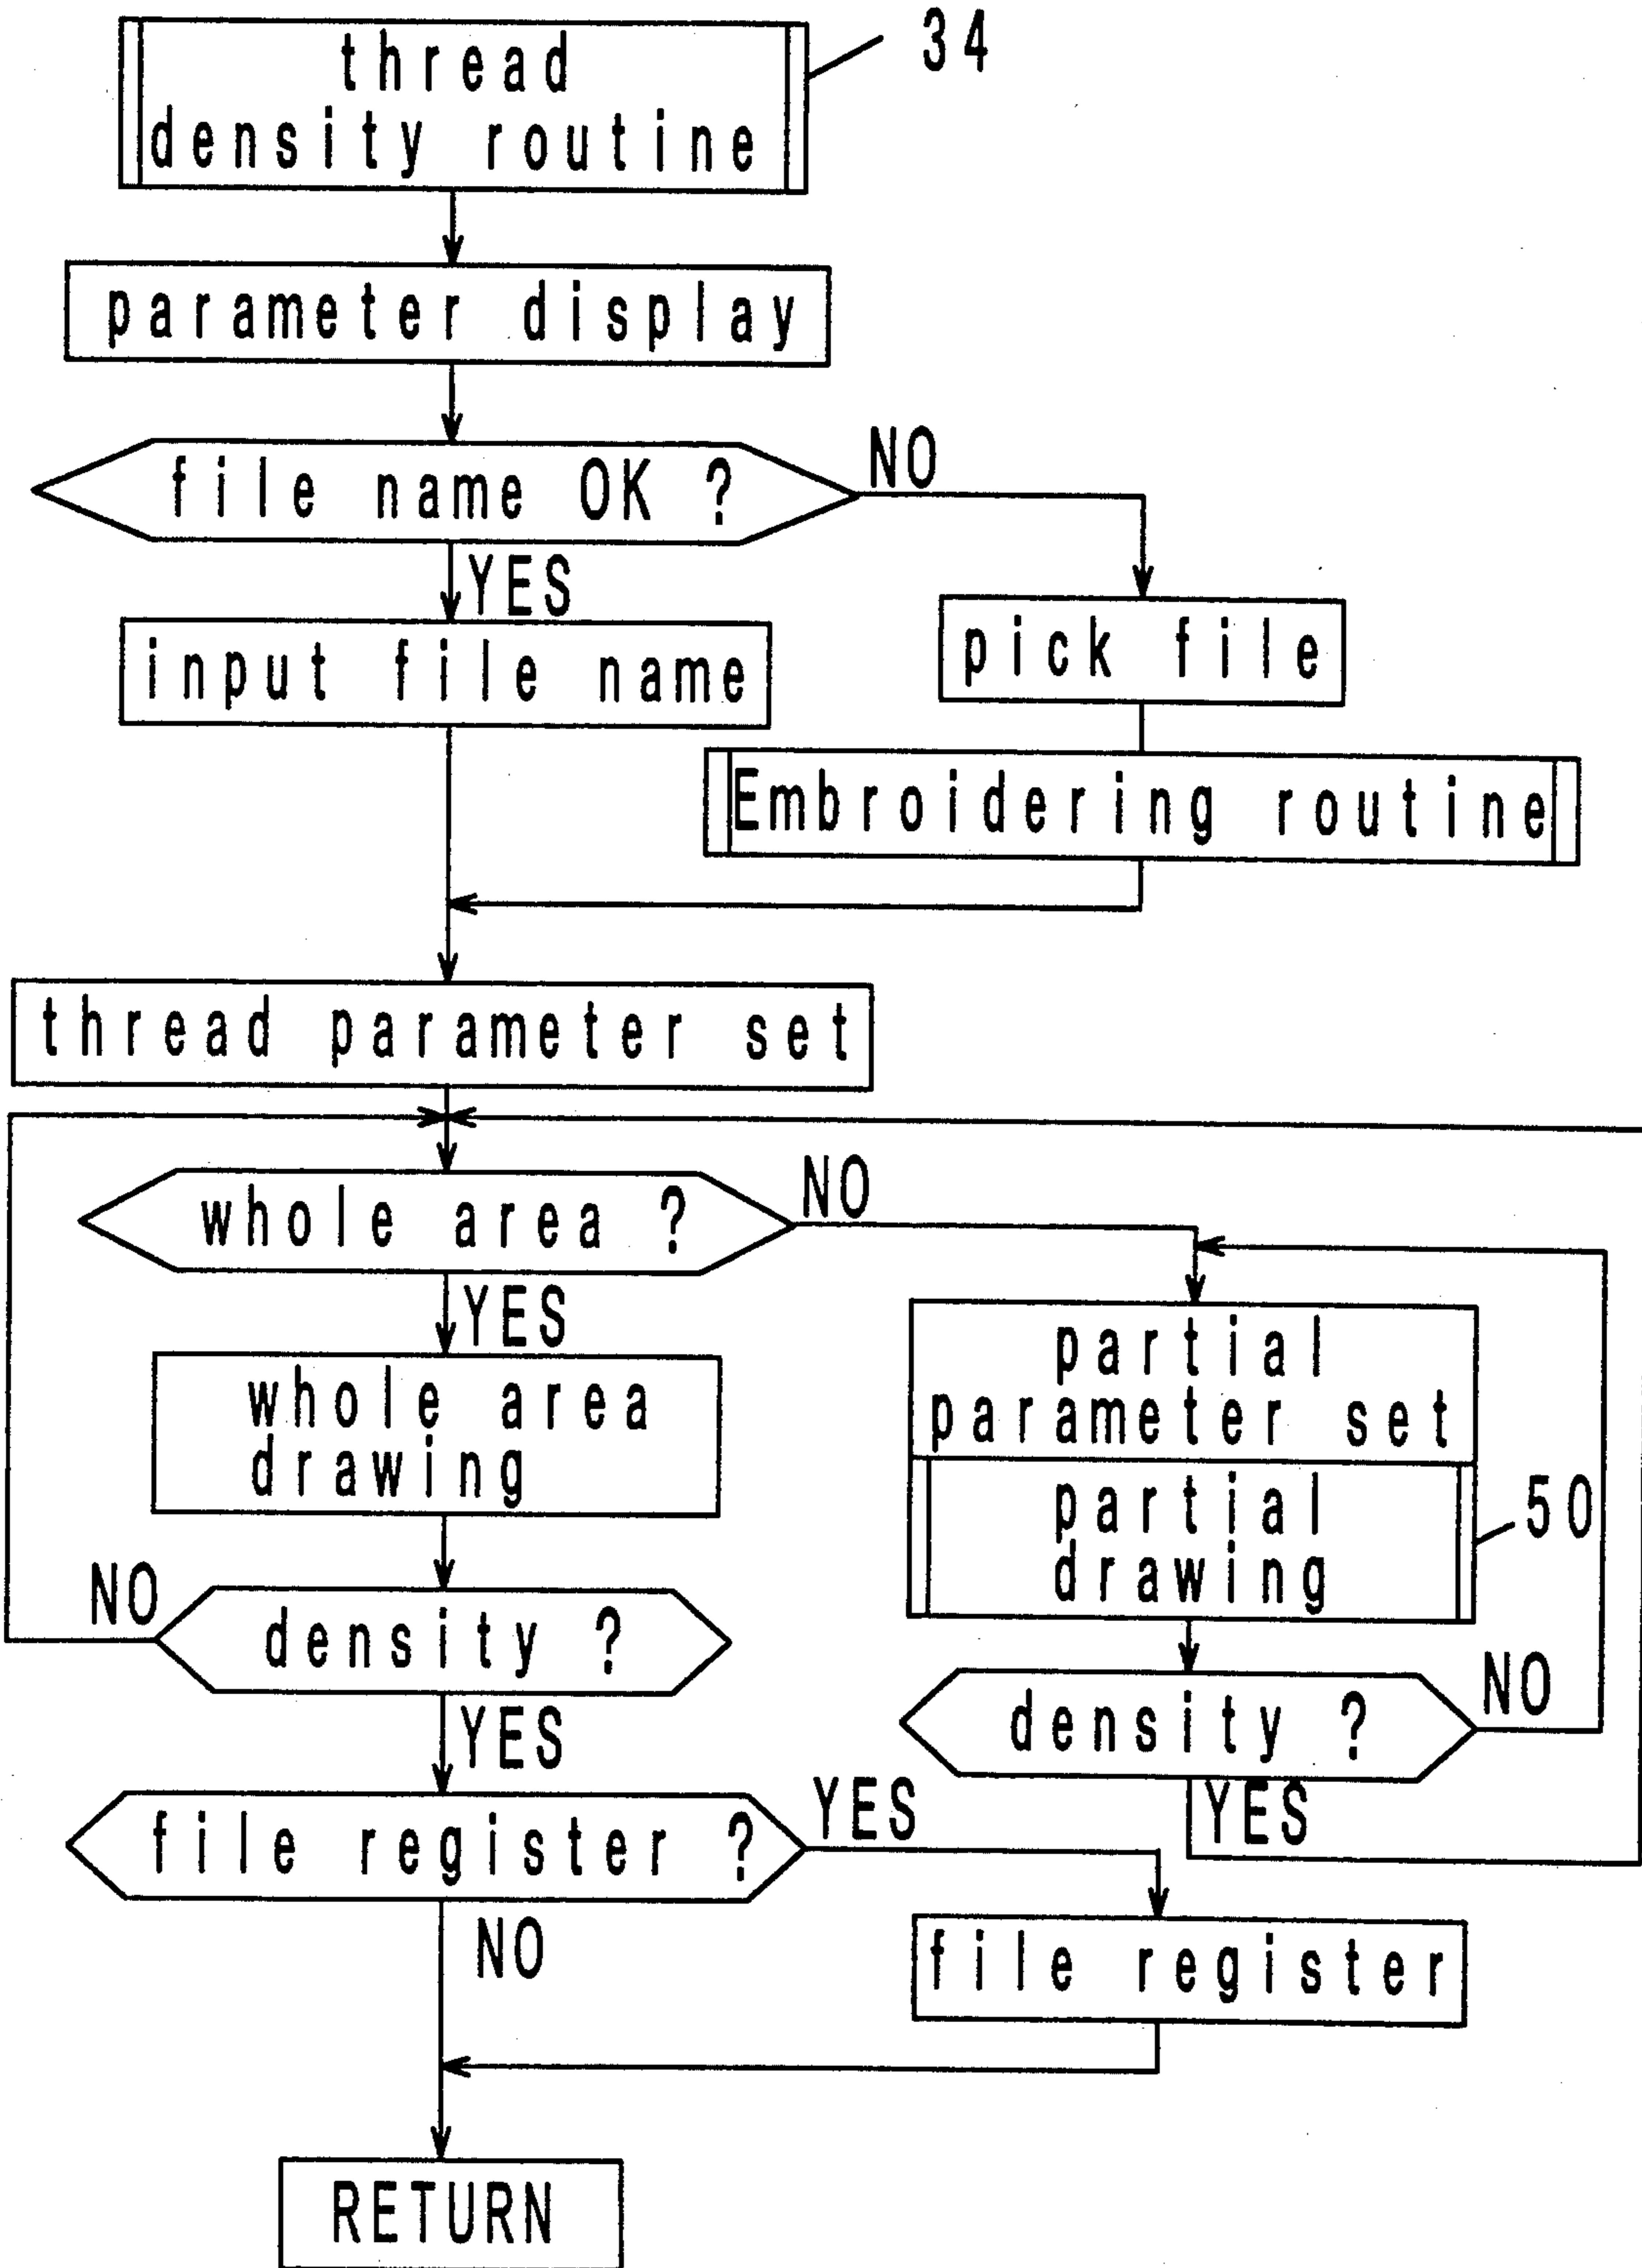 thread
density routine
34
parameter display
file name OK ?
NO
YES
input file name
pick file
Embroidering routine
thread parameter set
whole area ?
NO
YES
whole area
drawing
partial
parameter set
partial
drawing
50
density ?
NO
YES
density ?
NO
YES
file register ?
YES
NO
file register
RETURN